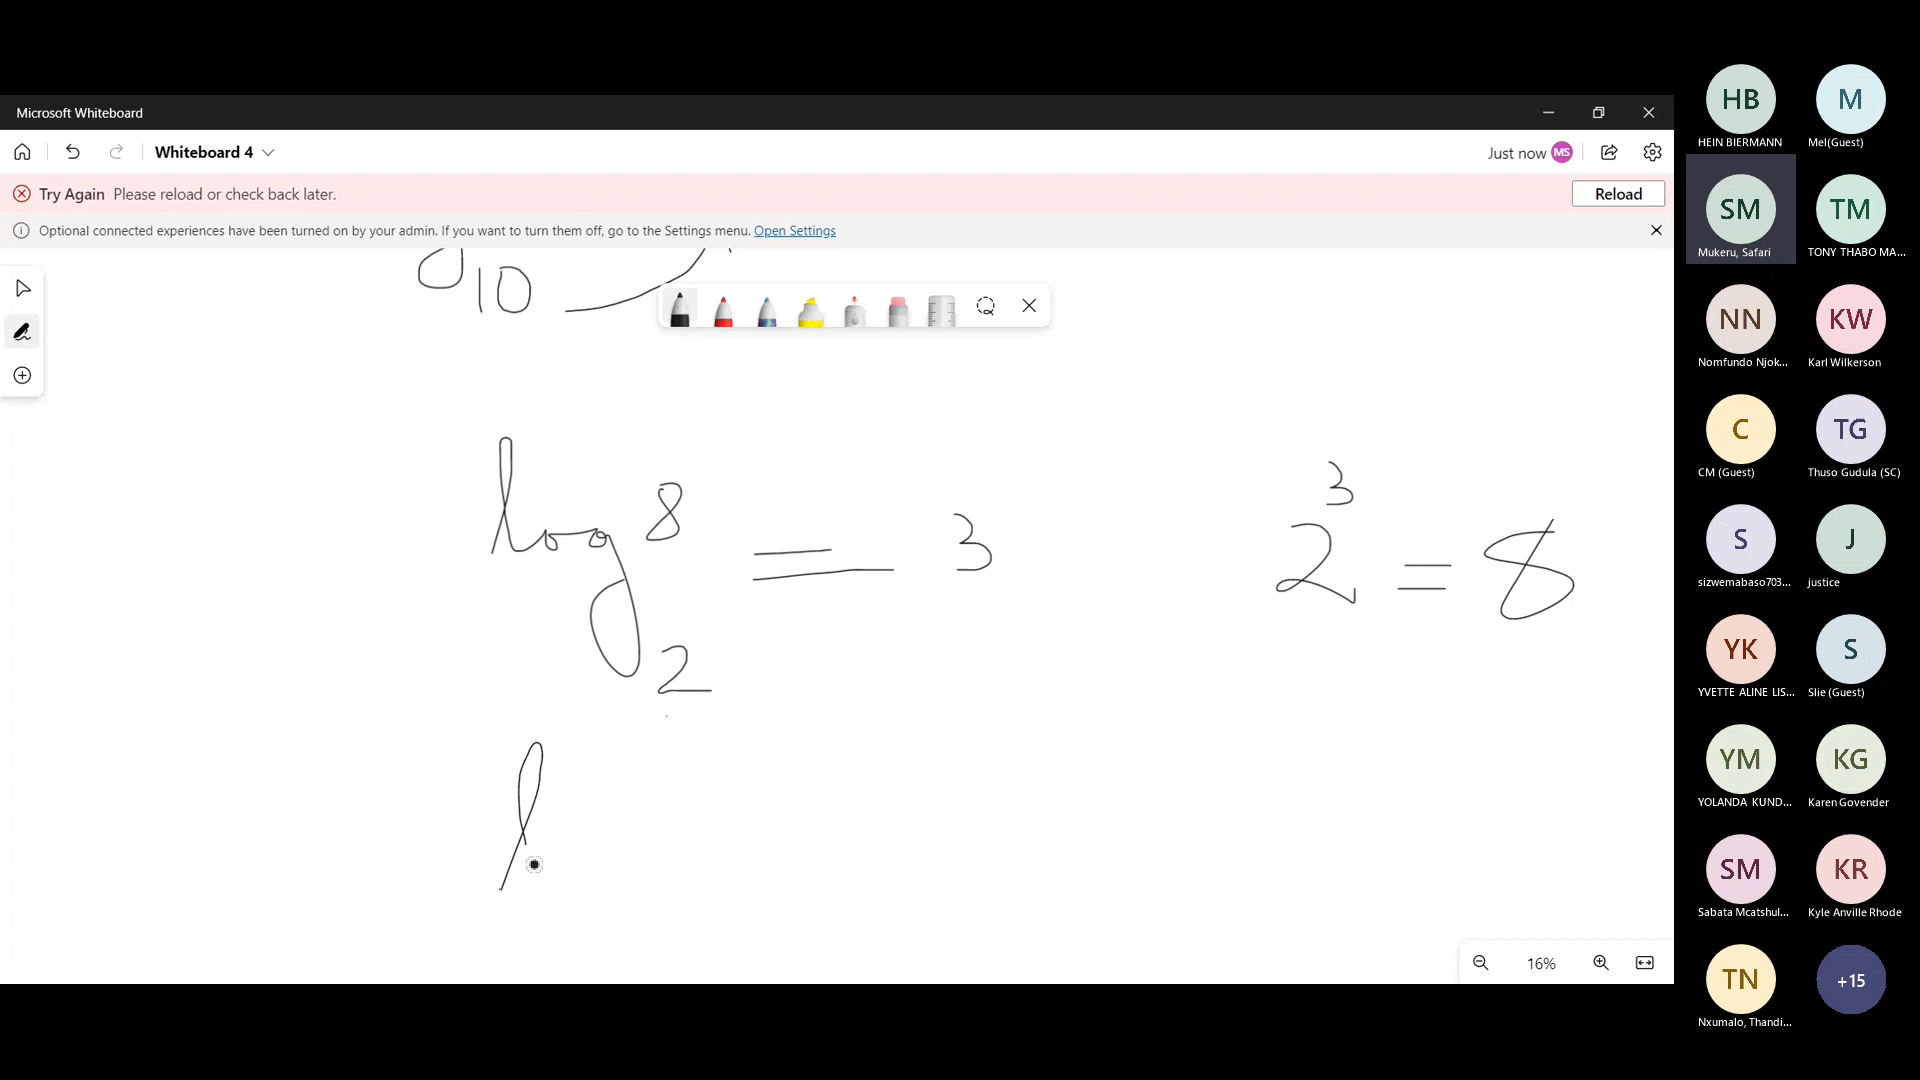 Microsoft Whiteboard
Whiteboard 4
Just now MS
Try Again Please reload or check back later.
Reload
Optional connected experiences have been turned on by your admin. If you want to turn them off, go to the Settings menu. Open Settings
10
log₂ 8 = 3
2³ = 8
l
16%
HB
HEIN BIERMANN
M
Mel(Guest)
SM
Mukeru, Safari
TM
TONY THABO MA...
NN
Nomfundo Njok...
KW
Karl Wilkerson
C
CM (Guest)
TG
Thuso Gudula (SC)
S
sizwemabaso703...
J
justice
YK
YVETTE ALINE LIS...
S
Slie (Guest)
YM
YOLANDA KUND...
KG
Karen Govender
SM
Sabata Mcatshul...
KR
Kyle Anville Rhode
TN
Nxumalo, Thandi...
+15